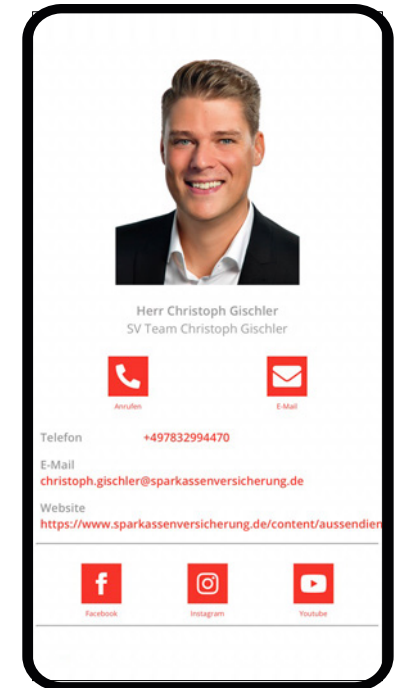 Herr Christoph Gischler
SV Team Christoph Gischler
Anrufen E-Mail
Telefon +497832994470
E-Mail
christoph.gischler@sparkassenversicherung.de
Website
https://www.sparkassenversicherung.de/content/aussendien
Facebook Instagram Youtube